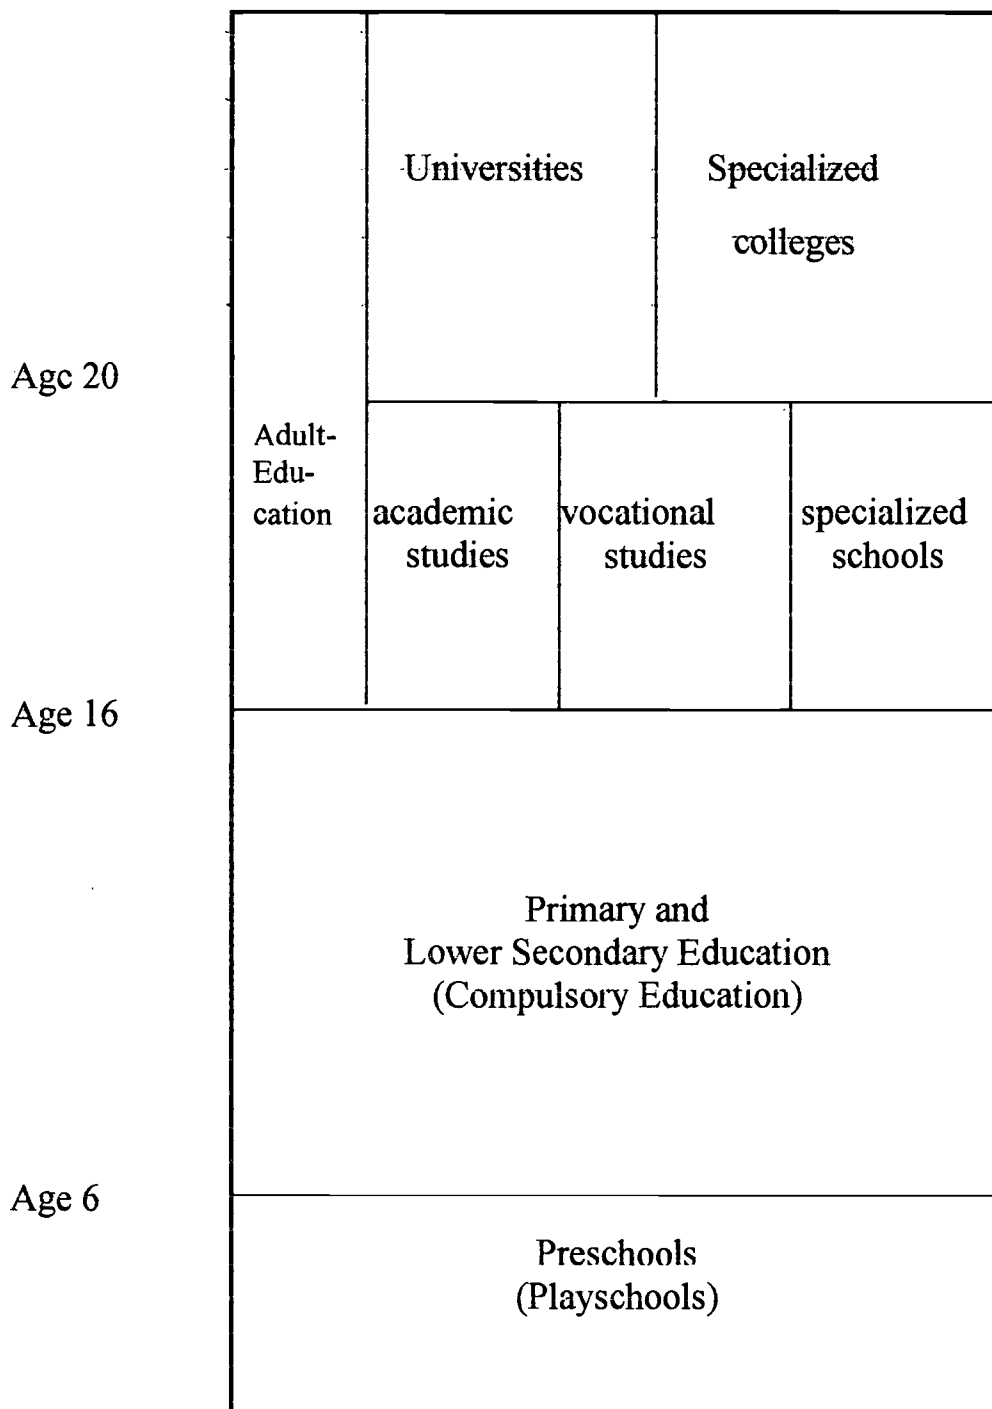 Universities
Specialized
colleges
Age 20
Adult-
Edu-
cation
academic
studies
vocational
studies
specialized
schools
Age 16
Primary and
Lower Secondary Education
(Compulsory Education)
Age 6
Preschools
(Playschools)